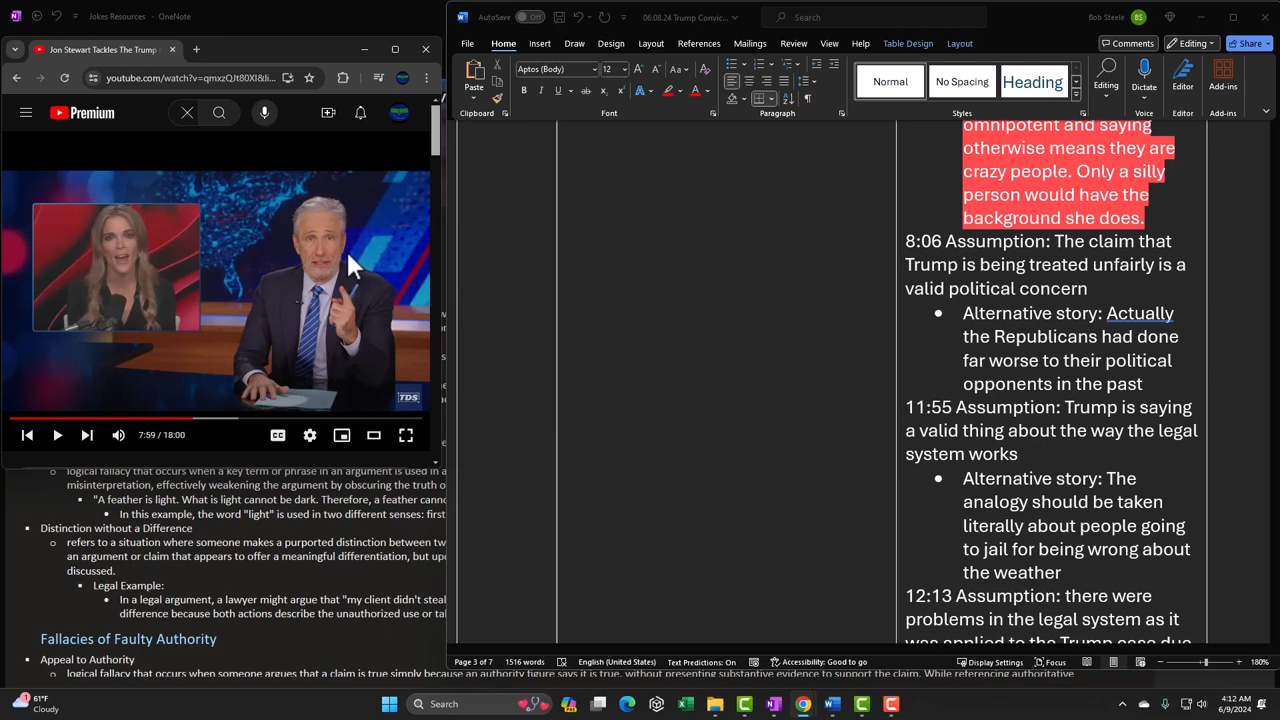 Jokes Resources - OneNote
AutoSave Off 06.08.24 Trump Convic... Search Bob Steele BS
Jon Stewart Tackles The Trump
File Home Insert Draw Design Layout References Mailings Review View Help Table Design Layout Comments Editing Share
youtube.com/watch?v=qmxzQJt80XI&li...
Aptos (Body) 12
Paste
Normal No Spacing Heading
Editing Dictate Editor Add-ins
Premium
Clipboard Font Paragraph Styles Voice Editor Add-ins
omnipotent and saying
otherwise means they are
crazy people. Only a silly
person would have the
background she does.
8:06 Assumption: The claim that
Trump is being treated unfairly is a
valid political concern
Alternative story: Actually
the Republicans had done
far worse to their political
opponents in the past
TDS
11:55 Assumption: Trump is saying
a valid thing about the way the legal
system works
7:59 / 18:00
Alternative story: The
analogy should be taken
literally about people going
to jail for being wrong about
the weather
12:13 Assumption: there were
problems in the legal system as it
was applied to the Trump case due
logical fallacy that occurs when a key term or phrase in an argument is used in
misinterpretation, effectively weakening the argument by obscuring the truth o
"A feather is light. What is light cannot be dark. Therefore, a feather canno
In this example, the word "light" is used in two different senses: first
Distinction without a Difference
refers to a situation where someone makes a purported distinction between tw
an argument or claim that appears to offer a meaningful differentiation, but upo
discussed.
Legal Example:
In a legal argument, a lawyer might argue that "my client didn't steal
difference because both actions describe the unauthorized use or tak
Fallacies of Faulty Authority
Appeal to Authority
logical fallacy that occurs when someone argues that a claim is true simply because an authority figure says it is true, without presenting substantive evidence to support the claim. While referencing authoritative
Page 3 of 7 1516 words English (United States) Text Predictions: On Accessibility: Good to go Display Settings Focus 180%
61°F
Cloudy
Search
4:12 AM
6/9/2024